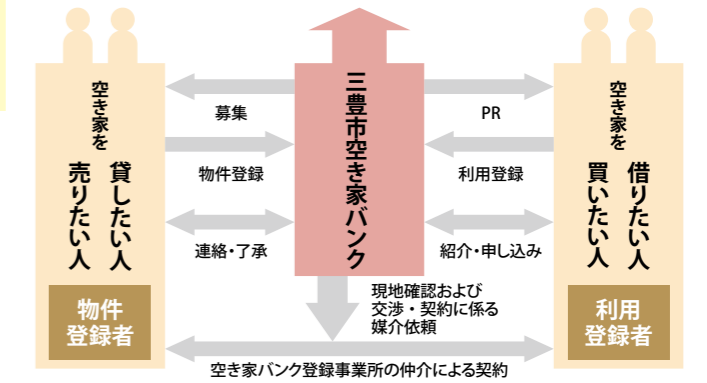 空き家を
貸したい人
売りたい人
物件
登録者
募集
物件登録
連絡・了承
三豊市空き家バンク
PR
利用登録
紹介・申し込み
現地確認および
交渉・契約に係る
媒介依頼
空き家を
借りたい人
買いたい人
利用
登録者
空き家バンク登録事業所の仲介による契約